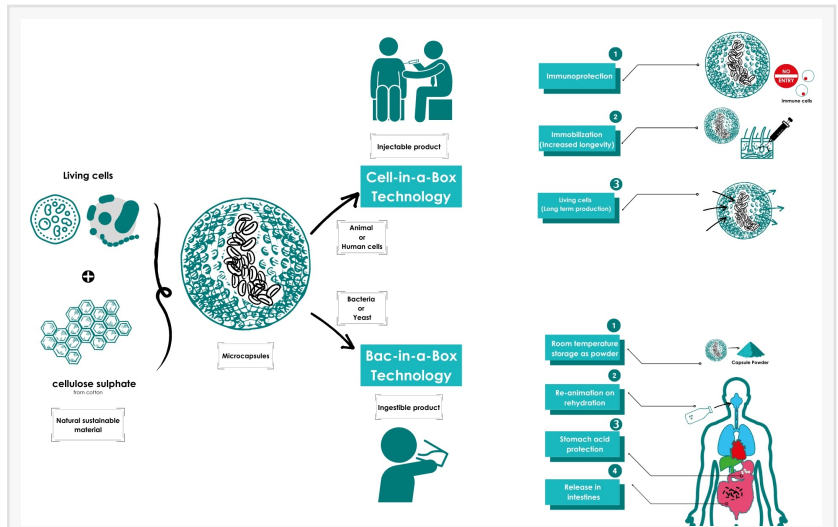 Living cells
cellulose sulphate
from cotton
Natural sustainable
material
Microcapsules
Injectable product
Cell-in-a-Box
Technology
Animal
or
Human cells
Bacteria
or
Yeast
Bac-in-a-Box
Technology
Ingestible product
1
Immunoprotection
NO
ENTRY
Immune cells
2
Immobilization
(Increased longevity)
3
Living cells
(Long term production)
1
Room temperature
storage as powder
Capsule Powder
2
Re-animation on
rehydration
3
Stomach acid
protection
4
Release in
intestines